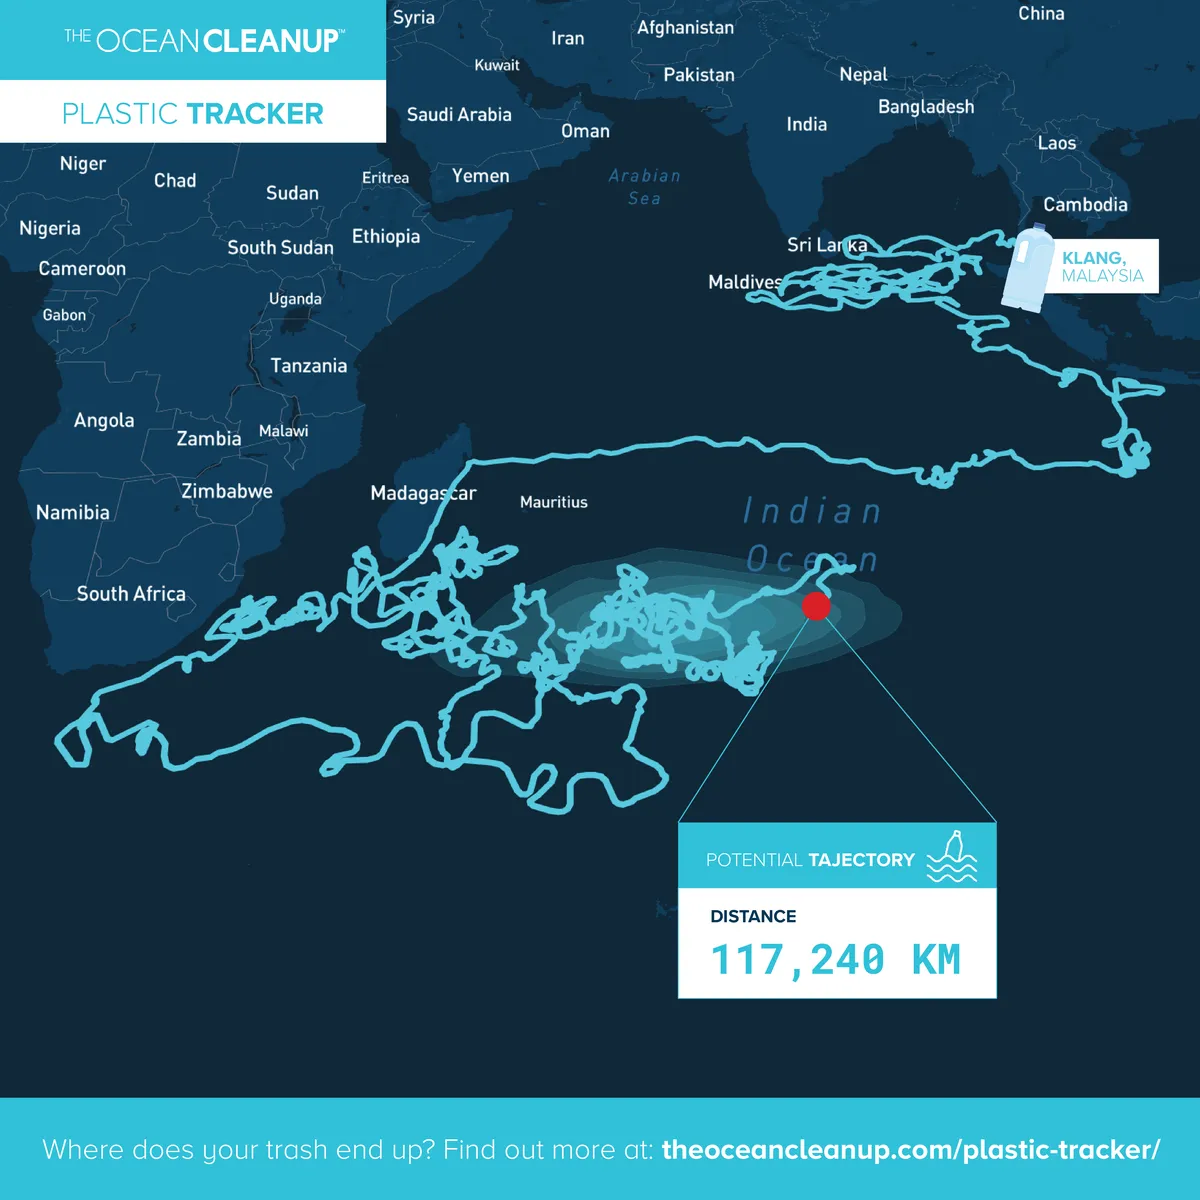 THE OCEAN CLEANUP™
PLASTIC TRACKER
Syria
Iran
Afghanistan
China
Kuwait
Pakistan
Nepal
Saudi Arabia
Oman
India
Bangladesh
Laos
Niger
Chad
Sudan
Eritrea
Yemen
Arabian
Sea
Cambodia
Nigeria
South Sudan
Ethiopia
Sri Lanka
KLANG,
MALAYSIA
Cameroon
Maldives
Uganda
Gabon
Tanzania
Angola
Zambia
Malawi
Zimbabwe
Madagascar
Mauritius
Namibia
Indian
Ocean
South Africa
POTENTIAL TAJECTORY
DISTANCE
117,240 KM
Where does your trash end up? Find out more at: theoceancleanup.com/plastic-tracker/